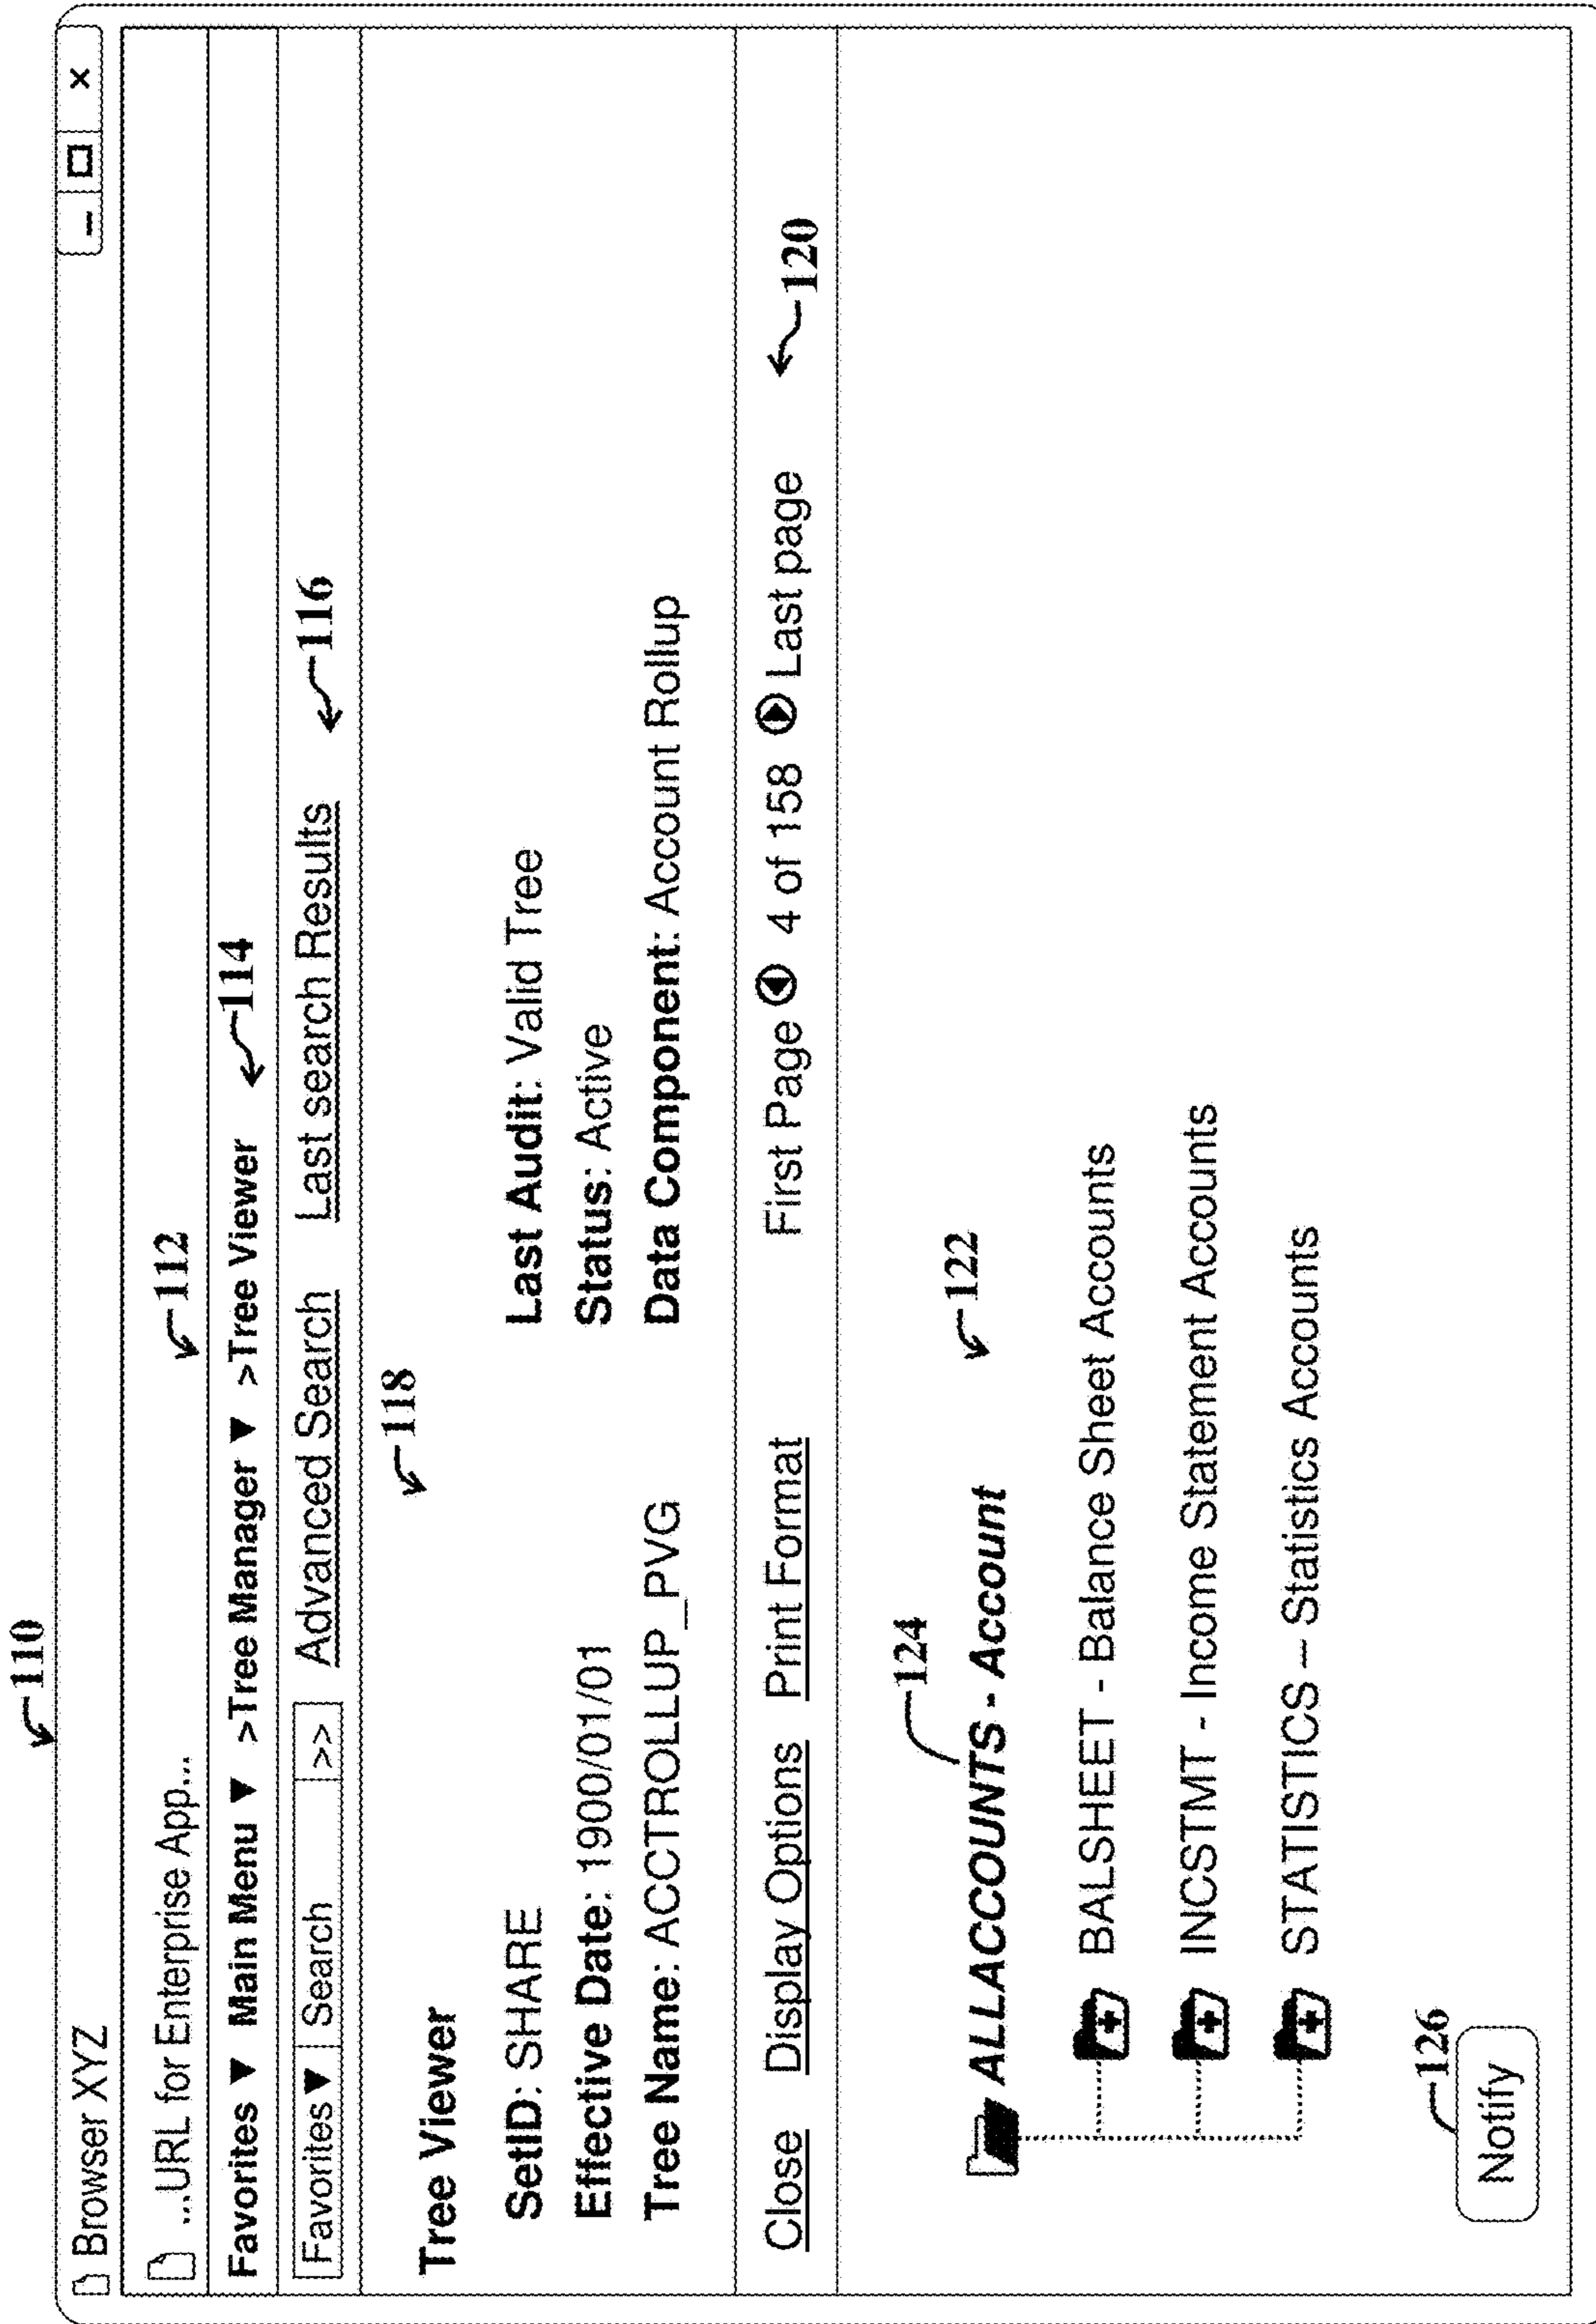 110
Browser XYZ
_ □ ×
...URL for Enterprise App...
112
Favorites ▼ Main Menu ▼ >Tree Manager ▼ >Tree Viewer
114
Favorites ▼ Search >> Advanced Search Last search Results
116
118
Tree Viewer
SetID: SHARE Last Audit: Valid Tree
Effective Date: 1900/01/01 Status: Active
Tree Name: ACCTROLLUP_PVG Data Component: Account Rollup
Close Display Options Print Format First Page 4 of 158 Last page
120
124
122
ALLACCOUNTS - Account
BALSHEET - Balance Sheet Accounts
INCSTMT - Income Statement Accounts
STATISTICS – Statistics Accounts
126
Notify